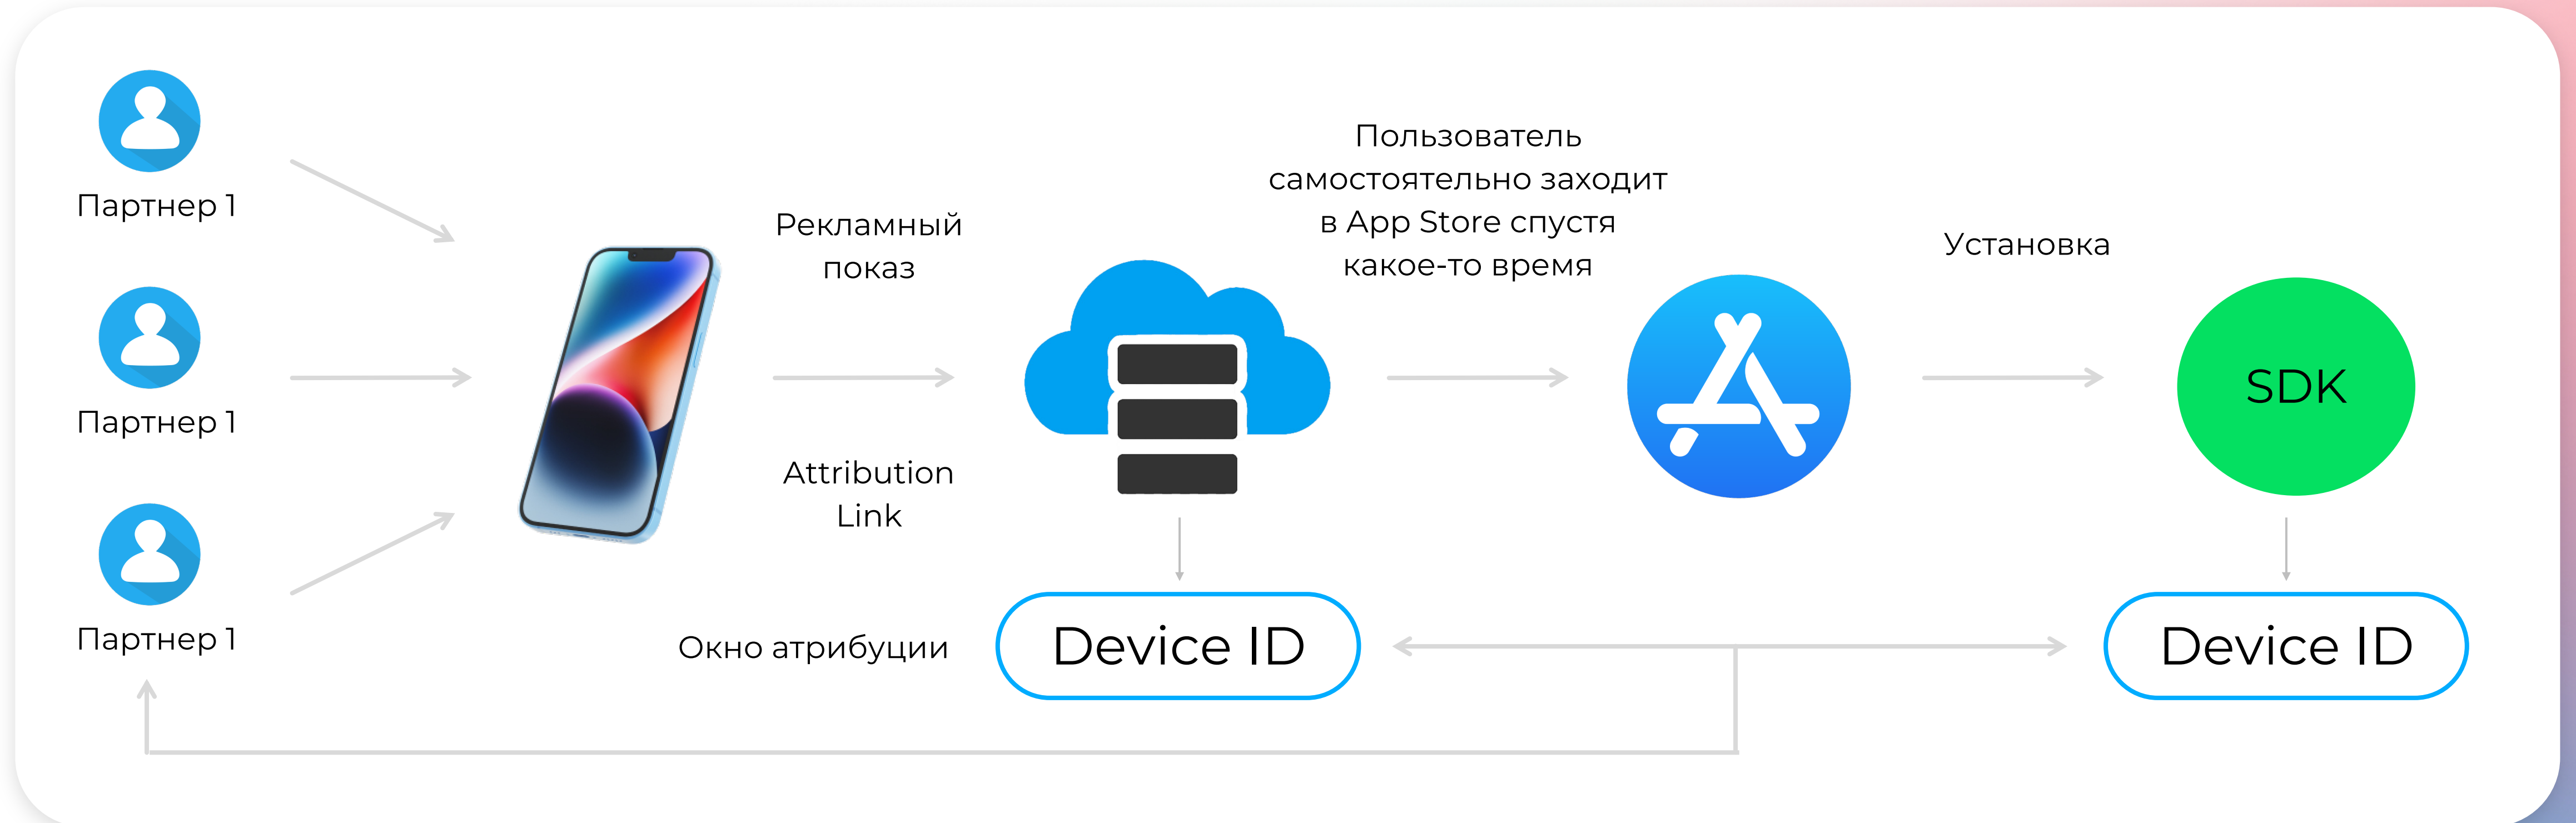 Партнер 1
Партнер 1
Партнер 1
Рекламный
показ
Attribution
Link
Окно атрибуции
Device ID
Пользователь
самостоятельно заходит
в App Store спустя
какое-то время
Установка
SDK
Device ID